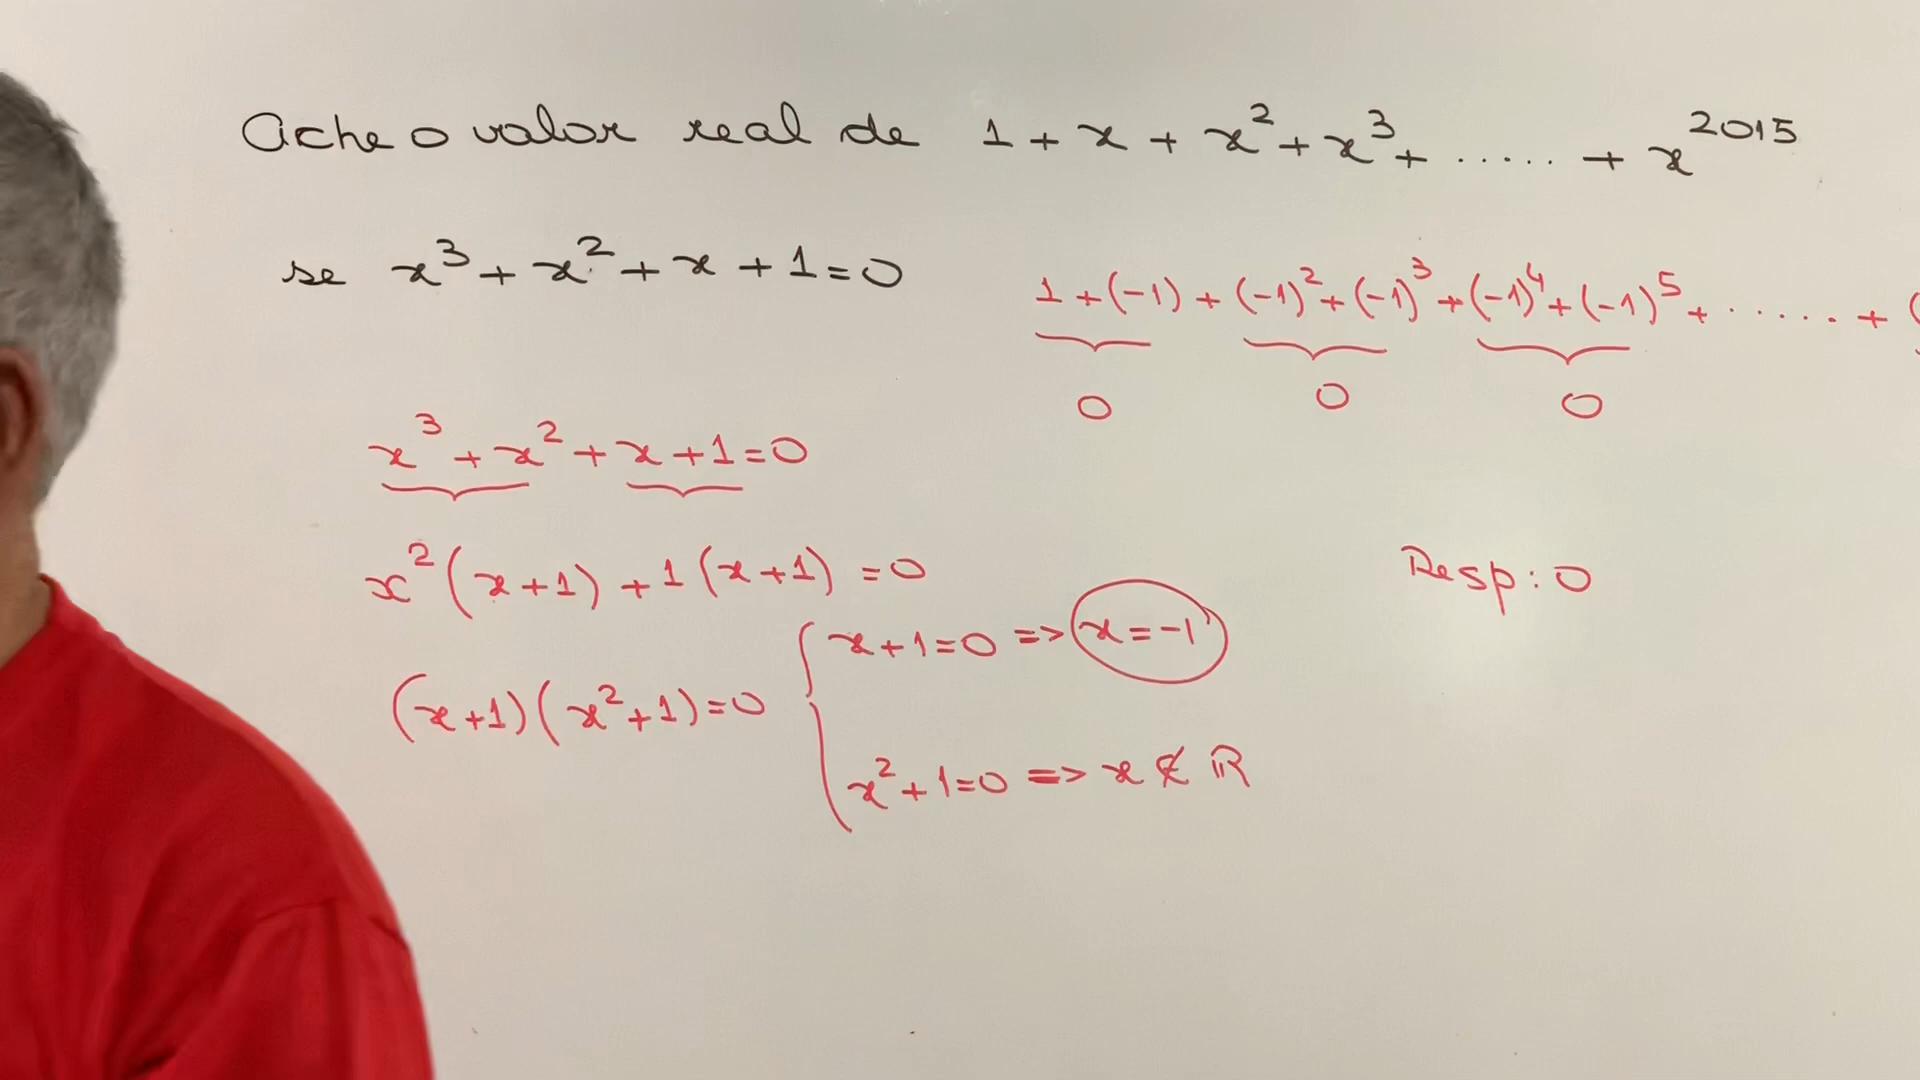 Ache o valor real de 1 + x + x² + x³ + ..... + x²⁰¹⁵
se x³ + x² + x + 1 = 0
1 + (-1) + (-1)² + (-1)³ + (-1)⁴ + (-1)⁵ + ..... + (
0 0 0
x³ + x² + x + 1 = 0
x² (x+1) + 1 (x+1) = 0
(x+1) (x²+1) = 0
x+1=0 => x=-1
x²+1=0 => x ∉ ℝ
Resp: 0